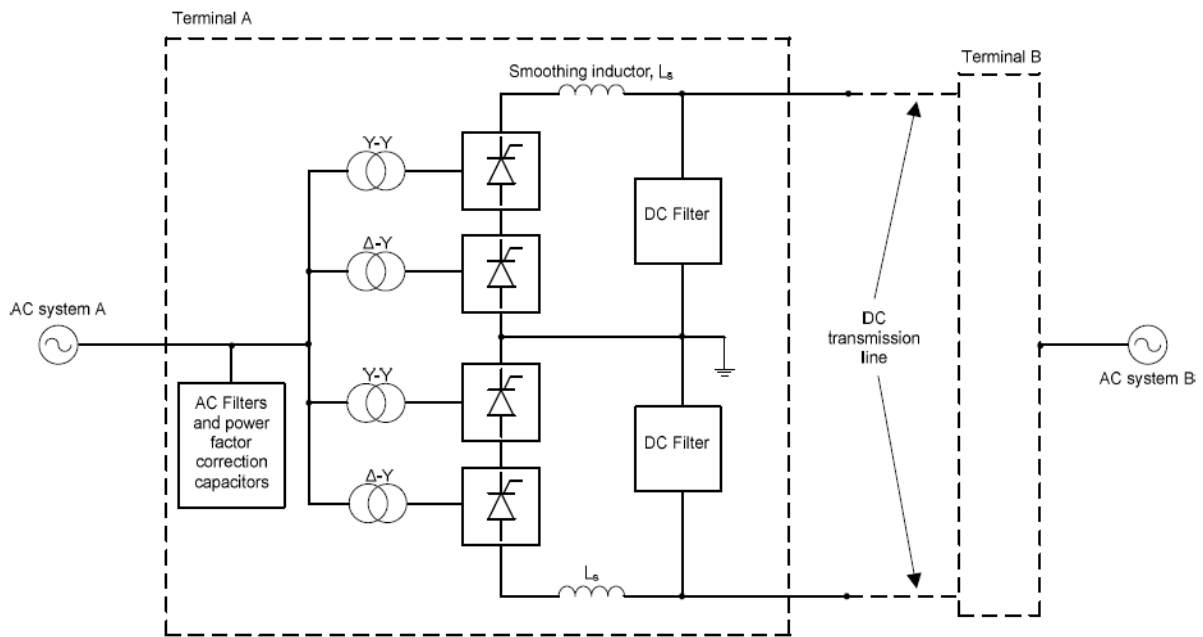 Terminal A
Terminal B
Smoothing inductor, Lₛ
Y-Y
DC Filter
Δ-Y
AC system A
DC
transmission
line
AC system B
Y-Y
AC Filters
and power
factor
correction
capacitors
DC Filter
Δ-Y
Lₛ